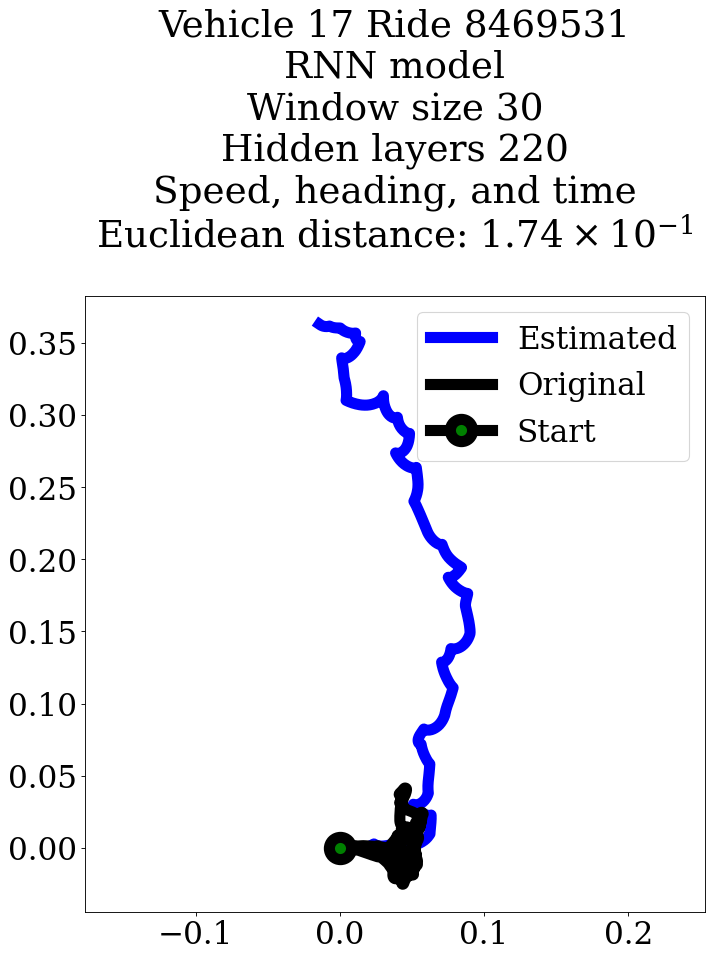 Vehicle 17 Ride 8469531
RNN model
Window size 30
Hidden layers 220
Speed, heading, and time
Euclidean distance: 1.74 × 10⁻¹
Estimated
Original
Start
0.35
0.30
0.25
0.20
0.15
0.10
0.05
0.00
−0.1 0.0 0.1 0.2